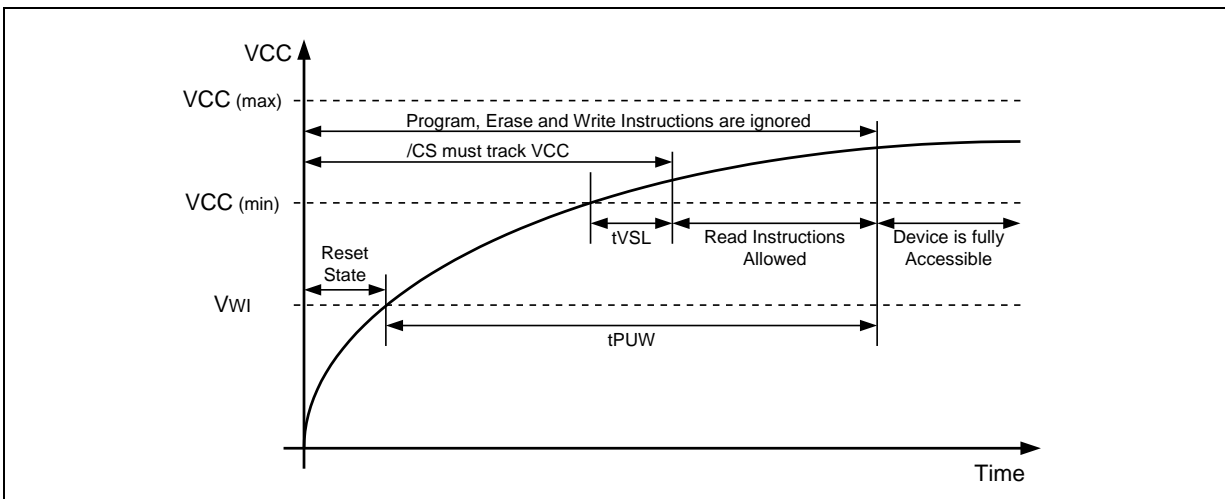 VCC
VCC (max)
Program, Erase and Write Instructions are ignored
/CS must track VCC
VCC (min)
tVSL
Read Instructions
Allowed
Device is fully
Accessible
Reset
State
VWI
tPUW
Time